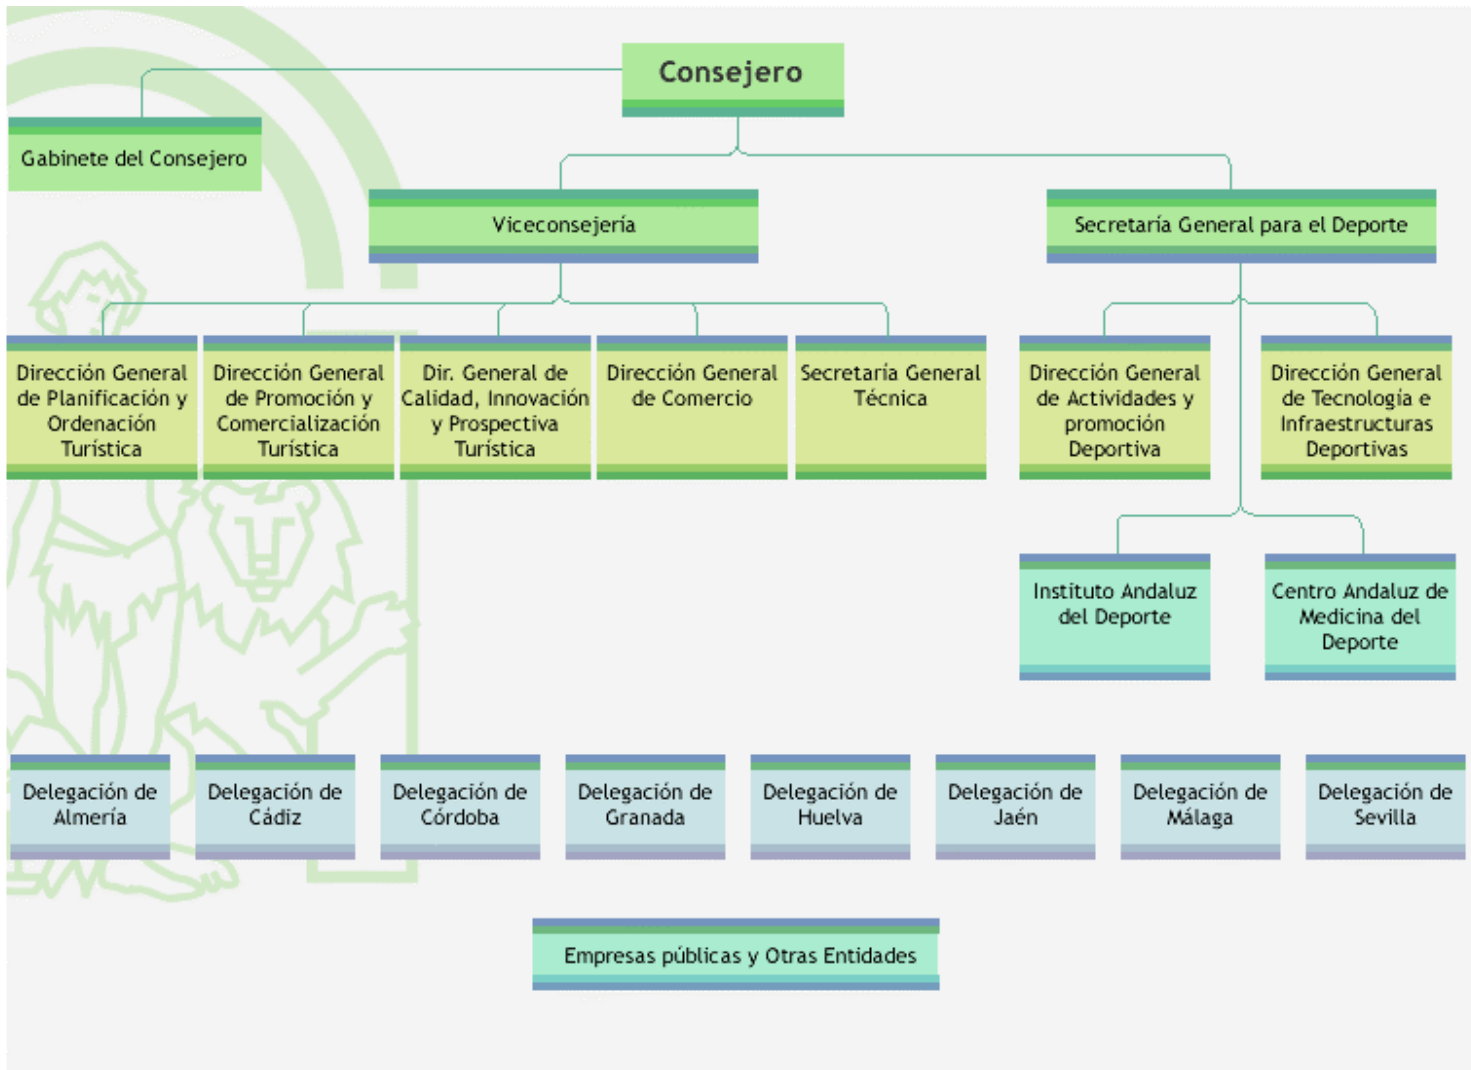 Consejero
Gabinete del Consejero
Viceconsejería
Secretaría General para el Deporte
Dirección General
de Planificación y
Ordenación
Turística
Dirección General
de Promoción y
Comercialización
Turística
Dir. General de
Calidad, Innovación
y Prospectiva
Turística
Dirección General
de Comercio
Secretaría General
Técnica
Dirección General
de Actividades y
promoción
Deportiva
Dirección General
de Tecnología e
Infraestructuras
Deportivas
Instituto Andaluz
del Deporte
Centro Andaluz de
Medicina del
Deporte
Delegación de
Almería
Delegación de
Cádiz
Delegación de
Córdoba
Delegación de
Granada
Delegación de
Huelva
Delegación de
Jaén
Delegación de
Málaga
Delegación de
Sevilla
Empresas públicas y Otras Entidades